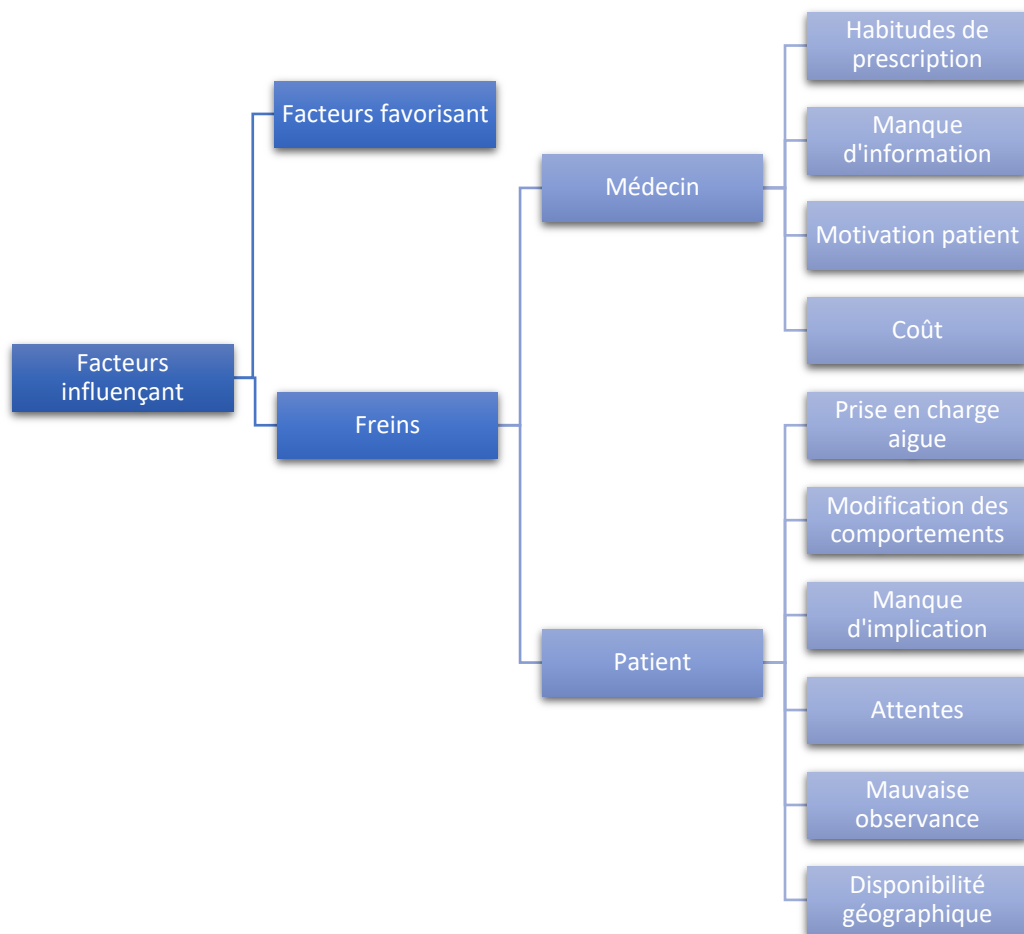 Habitudes de
prescription
Facteurs favorisant
Manque
d'information
Médecin
Motivation patient
Coût
Facteurs
influençant
Freins
Prise en charge
aigue
Modification des
comportements
Manque
d'implication
Patient
Attentes
Mauvaise
observance
Disponibilité
géographique